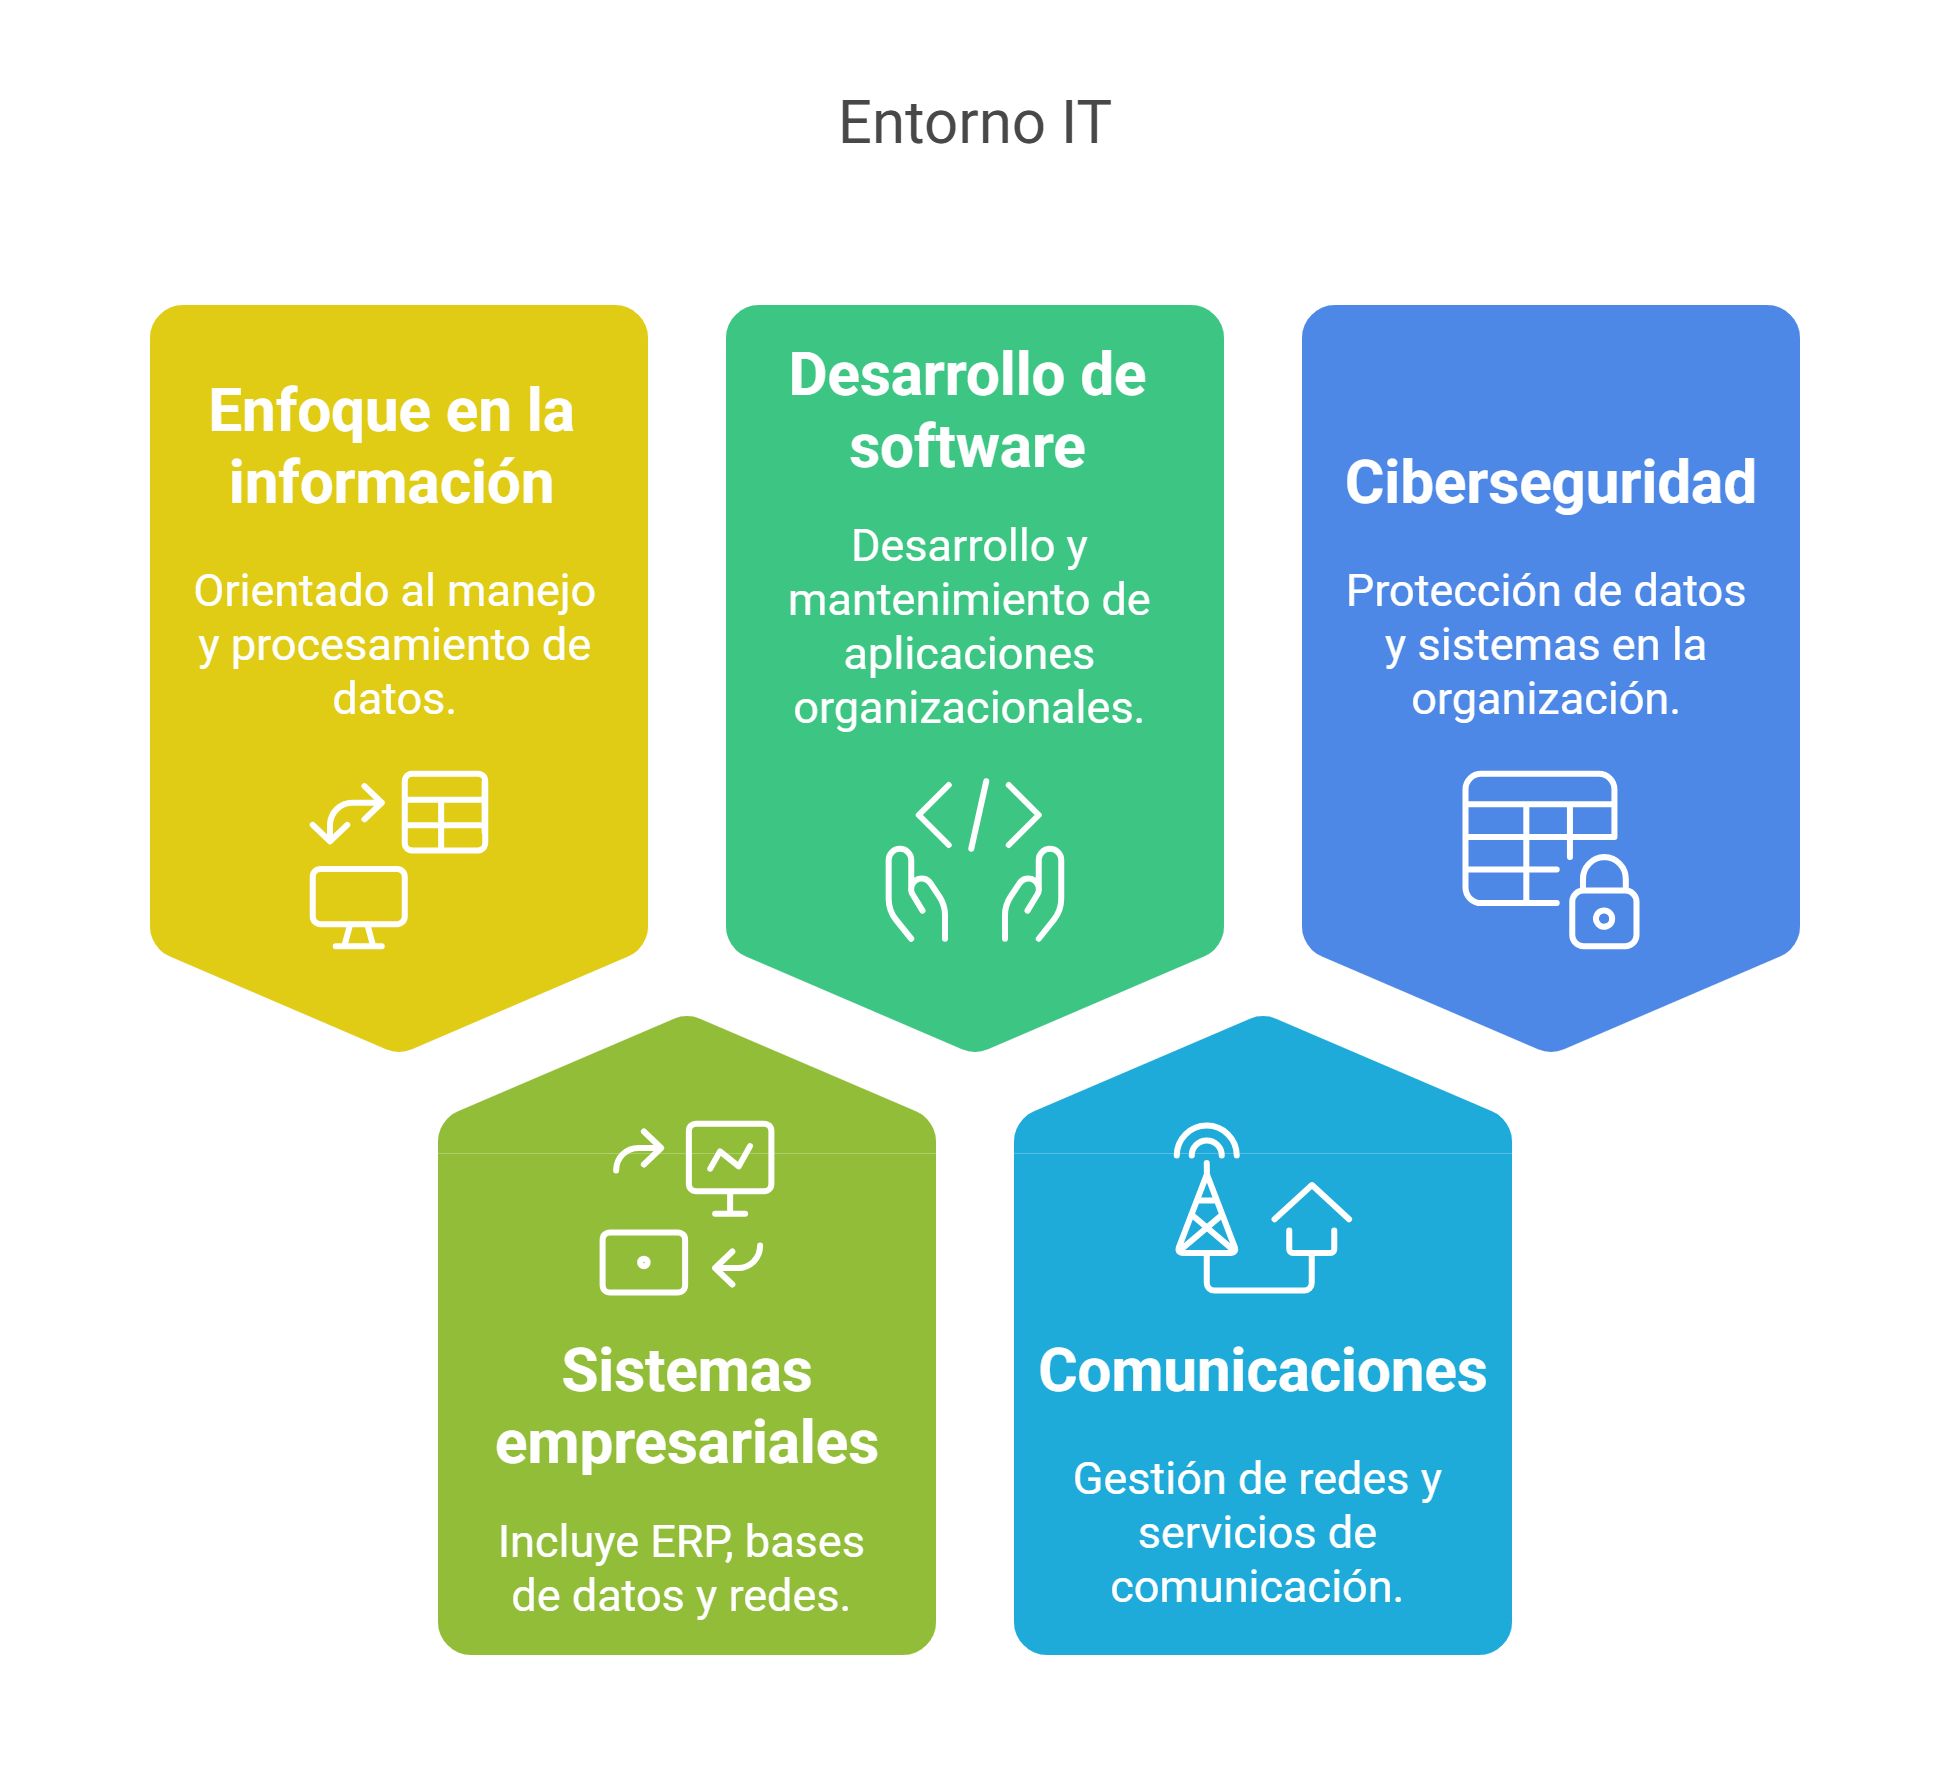 Entorno IT
Enfoque en la
información
Orientado al manejo
y procesamiento de
datos.
Desarrollo de
software
Desarrollo y
mantenimiento de
aplicaciones
organizacionales.
Ciberseguridad
Protección de datos
y sistemas en la
organización.
Sistemas
empresariales
Incluye ERP, bases
de datos y redes.
Comunicaciones
Gestión de redes y
servicios de
comunicación.